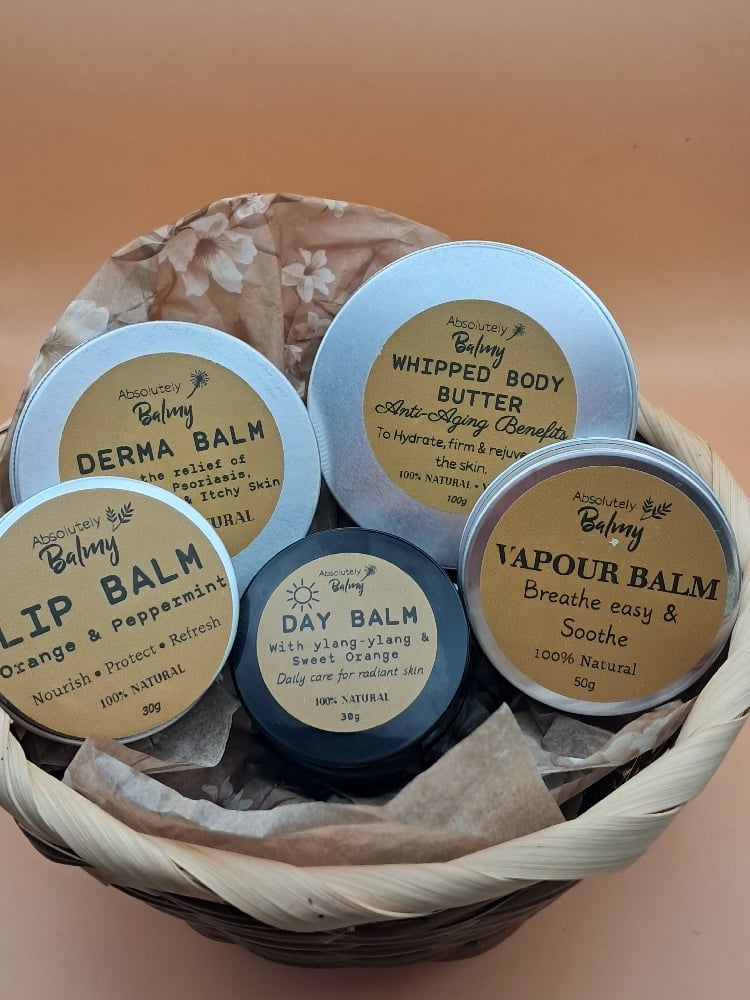 Absolutely
Balmy
WHIPPED BODY
BUTTER
Anti-Aging Benefits
To Hydrate, firm &
the skin.
100% NATURAL •
100g
Absolutely
Balmy
DERMA BALM
the relief of
Psoriasis,
& Itchy Skin
Absolutely
Balmy
LIP BALM
Orange & Peppermint
Nourish • Protect • Refresh
100% NATURAL
30g
Absolutely
Balmy
DAY BALM
With ylang-ylang &
Sweet Orange
Daily care for radiant skin
100% NATURAL
30g
Absolutely
Balmy
VAPOUR BALM
Breathe easy &
Soothe
100% Natural
50g